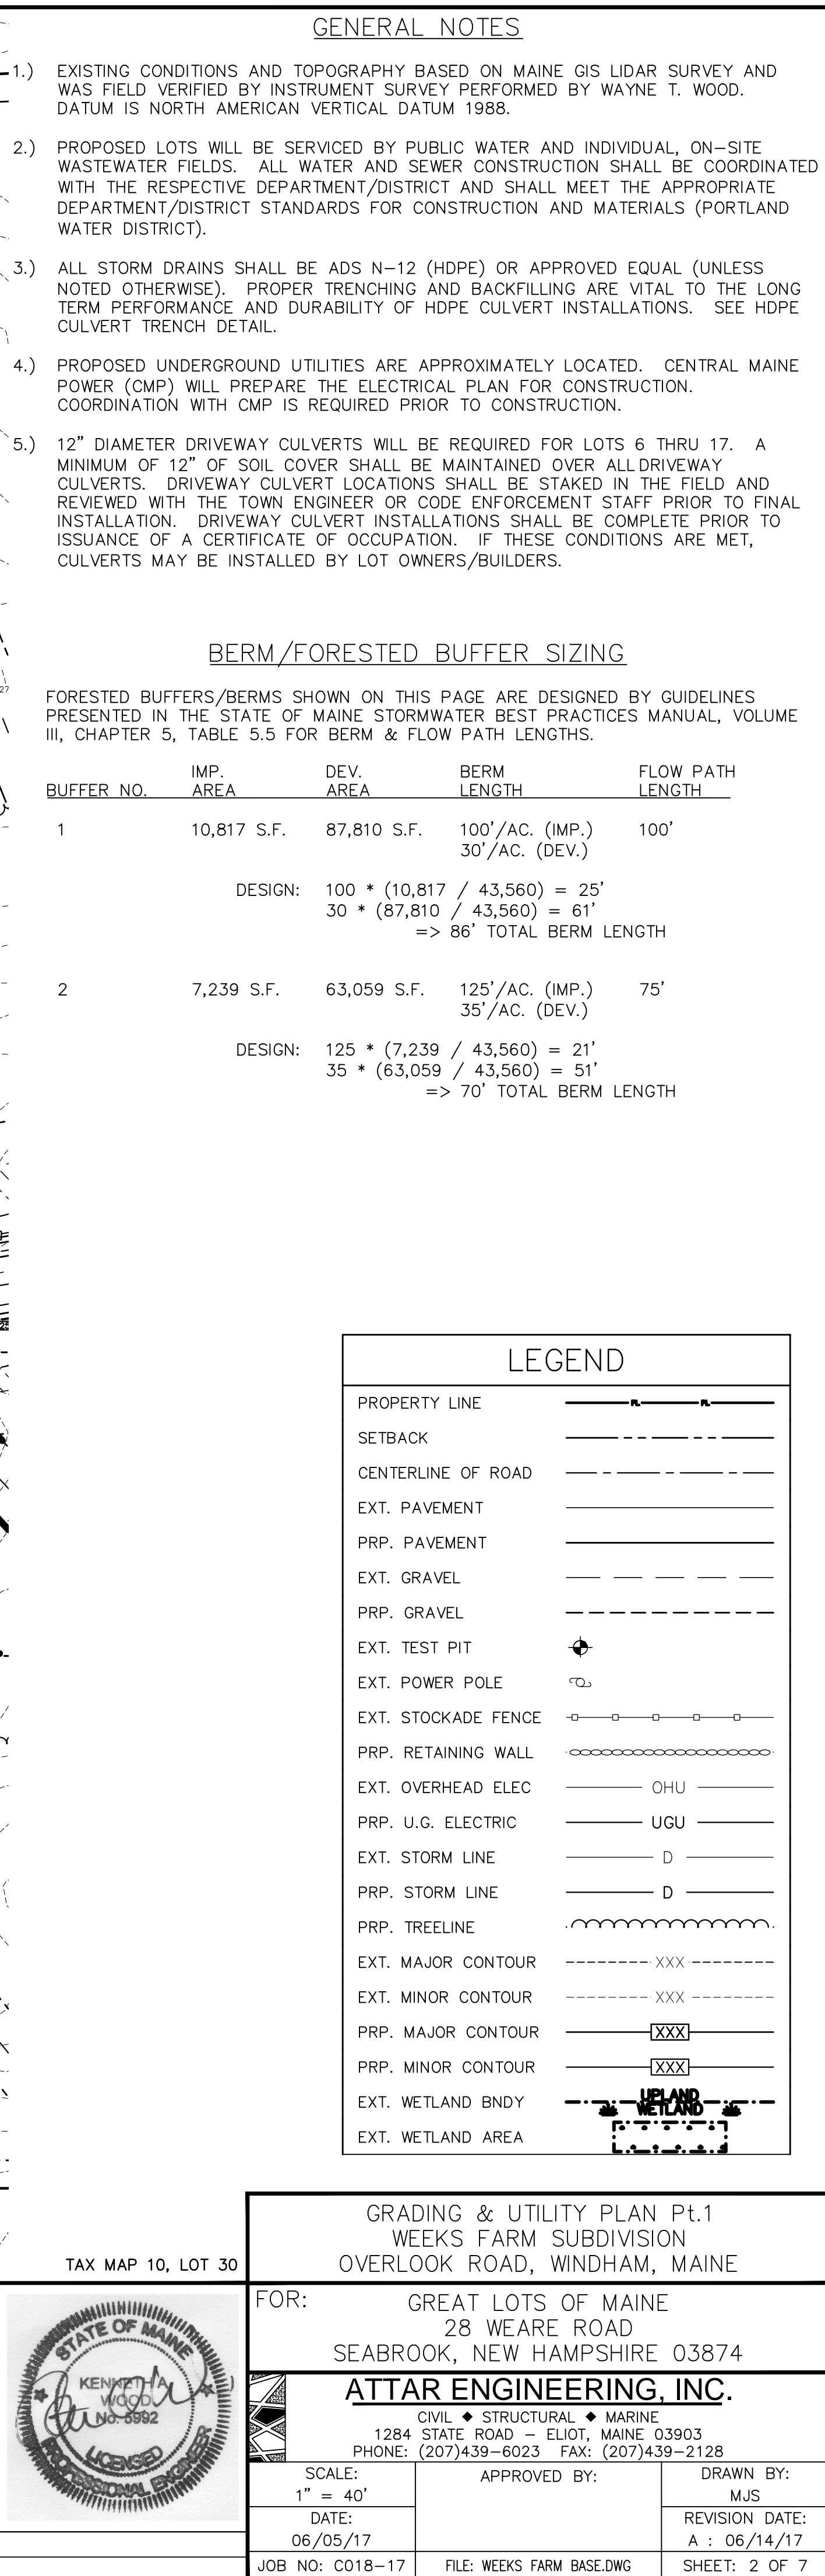 GENERAL NOTES
1.) EXISTING CONDITIONS AND TOPOGRAPHY BASED ON MAINE GIS LIDAR SURVEY AND
WAS FIELD VERIFIED BY INSTRUMENT SURVEY PERFORMED BY WAYNE T. WOOD.
DATUM IS NORTH AMERICAN VERTICAL DATUM 1988.
2.) PROPOSED LOTS WILL BE SERVICED BY PUBLIC WATER AND INDIVIDUAL, ON-SITE
WASTEWATER FIELDS. ALL WATER AND SEWER CONSTRUCTION SHALL BE COORDINATED
WITH THE RESPECTIVE DEPARTMENT/DISTRICT AND SHALL MEET THE APPROPRIATE
DEPARTMENT/DISTRICT STANDARDS FOR CONSTRUCTION AND MATERIALS (PORTLAND
WATER DISTRICT).
3.) ALL STORM DRAINS SHALL BE ADS N-12 (HDPE) OR APPROVED EQUAL (UNLESS
NOTED OTHERWISE). PROPER TRENCHING AND BACKFILLING ARE VITAL TO THE LONG
TERM PERFORMANCE AND DURABILITY OF HDPE CULVERT INSTALLATIONS. SEE HDPE
CULVERT TRENCH DETAIL.
4.) PROPOSED UNDERGROUND UTILITIES ARE APPROXIMATELY LOCATED. CENTRAL MAINE
POWER (CMP) WILL PREPARE THE ELECTRICAL PLAN FOR CONSTRUCTION.
COORDINATION WITH CMP IS REQUIRED PRIOR TO CONSTRUCTION.
5.) 12" DIAMETER DRIVEWAY CULVERTS WILL BE REQUIRED FOR LOTS 6 THRU 17. A
MINIMUM OF 12" OF SOIL COVER SHALL BE MAINTAINED OVER ALL DRIVEWAY
CULVERTS. DRIVEWAY CULVERT LOCATIONS SHALL BE STAKED IN THE FIELD AND
REVIEWED WITH THE TOWN ENGINEER OR CODE ENFORCEMENT STAFF PRIOR TO FINAL
INSTALLATION. DRIVEWAY CULVERT INSTALLATIONS SHALL BE COMPLETE PRIOR TO
ISSUANCE OF A CERTIFICATE OF OCCUPATION. IF THESE CONDITIONS ARE MET,
CULVERTS MAY BE INSTALLED BY LOT OWNERS/BUILDERS.
BERM/FORESTED BUFFER SIZING
FORESTED BUFFERS/BERMS SHOWN ON THIS PAGE ARE DESIGNED BY GUIDELINES
PRESENTED IN THE STATE OF MAINE STORMWATER BEST PRACTICES MANUAL, VOLUME
III, CHAPTER 5, TABLE 5.5 FOR BERM & FLOW PATH LENGTHS.
IMP. DEV. BERM FLOW PATH
BUFFER NO. AREA AREA LENGTH LENGTH
1 10,817 S.F. 87,810 S.F. 100'/AC. (IMP.) 100'
30'/AC. (DEV.)
DESIGN: 100 * (10,817 / 43,560) = 25'
30 * (87,810 / 43,560) = 61'
=> 86' TOTAL BERM LENGTH
2 7,239 S.F. 63,059 S.F. 125'/AC. (IMP.) 75'
35'/AC. (DEV.)
DESIGN: 125 * (7,239 / 43,560) = 21'
35 * (63,059 / 43,560) = 51'
=> 70' TOTAL BERM LENGTH
LEGEND
PROPERTY LINE PL PL
SETBACK
CENTERLINE OF ROAD
EXT. PAVEMENT
PRP. PAVEMENT
EXT. GRAVEL
PRP. GRAVEL
EXT. TEST PIT
EXT. POWER POLE
EXT. STOCKADE FENCE
PRP. RETAINING WALL
EXT. OVERHEAD ELEC OHU
PRP. U.G. ELECTRIC UGU
EXT. STORM LINE D
PRP. STORM LINE D
PRP. TREELINE
EXT. MAJOR CONTOUR XXX
EXT. MINOR CONTOUR XXX
PRP. MAJOR CONTOUR XXX
PRP. MINOR CONTOUR XXX
EXT. WETLAND BNDY UPLAND
WETLAND
EXT. WETLAND AREA
TAX MAP 10, LOT 30
GRADING & UTILITY PLAN Pt.1
WEEKS FARM SUBDIVISION
OVERLOOK ROAD, WINDHAM, MAINE
FOR: GREAT LOTS OF MAINE
28 WEARE ROAD
SEABROOK, NEW HAMPSHIRE 03874
STATE OF MAINE
KENNETH A.
WOOD
No. 5992
LICENSED
PROFESSIONAL ENGINEER
ATTAR ENGINEERING, INC.
CIVIL ◆ STRUCTURAL ◆ MARINE
1284 STATE ROAD - ELIOT, MAINE 03903
PHONE: (207)439-6023 FAX: (207)439-2128
SCALE:
1" = 40'
APPROVED BY:
DRAWN BY:
MJS
DATE:
06/05/17
REVISION DATE:
A : 06/14/17
JOB NO: C018-17
FILE: WEEKS FARM BASE.DWG
SHEET: 2 OF 7